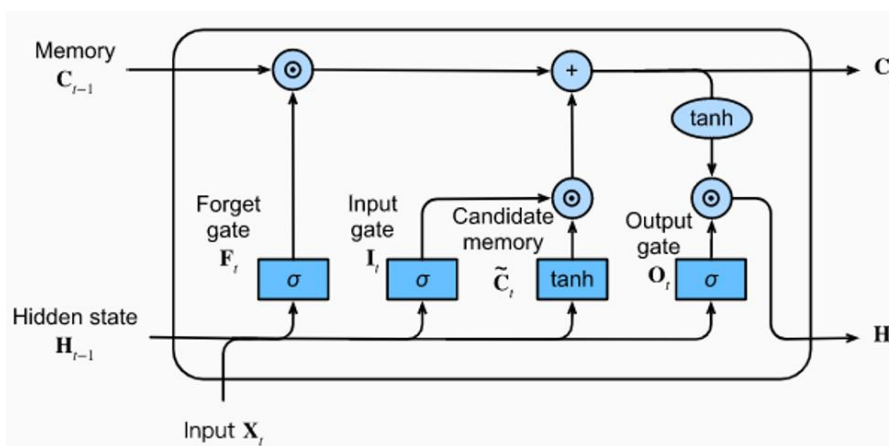 Memory
C_{t-1}
⊙
+
C
tanh
Forget gate
F_t
Input gate
I_t
Candidate memory
C̃_t
Output gate
O_t
⊙
⊙
σ
σ
tanh
σ
Hidden state
H_{t-1}
H
Input X_t